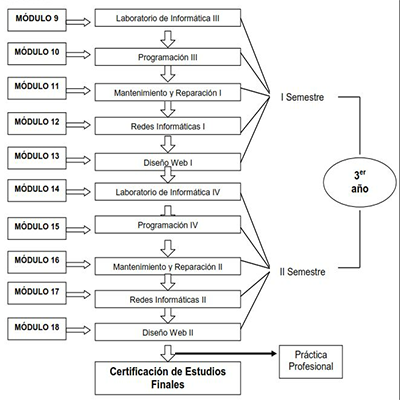 MÓDULO 9
Laboratorio de Informática III
MÓDULO 10
Programación III
MÓDULO 11
Mantenimiento y Reparación I
I Semestre
MÓDULO 12
Redes Informáticas I
MÓDULO 13
Diseño Web I
3er
año
MÓDULO 14
Laboratorio de Informática IV
MÓDULO 15
Programación IV
MÓDULO 16
Mantenimiento y Reparación II
II Semestre
MÓDULO 17
Redes Informáticas II
MÓDULO 18
Diseño Web II
Práctica
Profesional
Certificación de Estudios
Finales